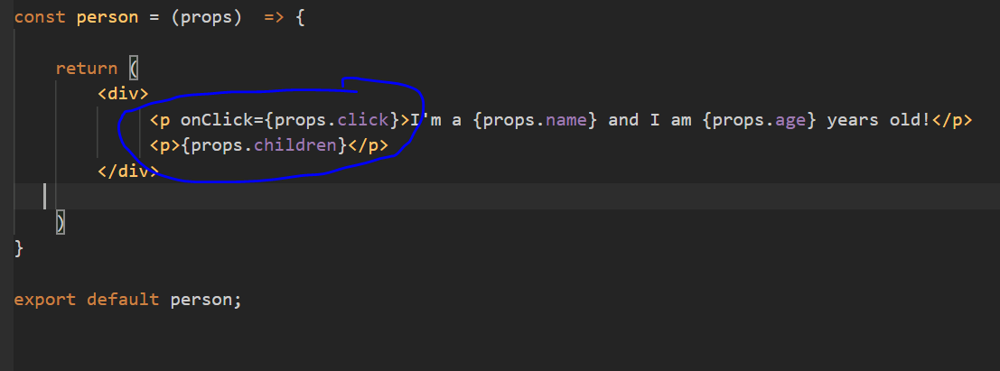 const person = (props)  => {
return (
<div>
<p onClick={props.click}>I'm a {props.name} and I am {props.age} years old!</p>
<p>{props.children}</p>
</div>
)
}
export default person;